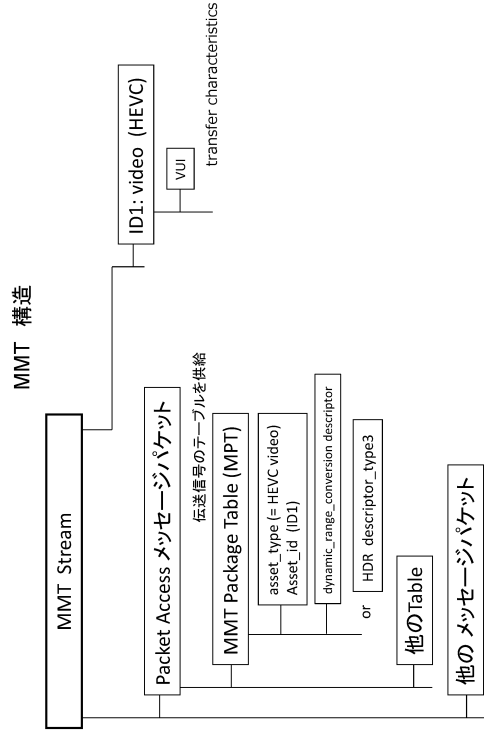 MMT 構造
MMT Stream
Packet Access メッセージパケット
伝送信号のテーブルを供給
MMT Package Table (MPT)
asset_type (= HEVC video)
Asset_id (ID1)
dynamic_range_conversion descriptor
or HDR descriptor_type3
他のTable
他の メッセージパケット
ID1: video (HEVC)
VUI
transfer characteristics